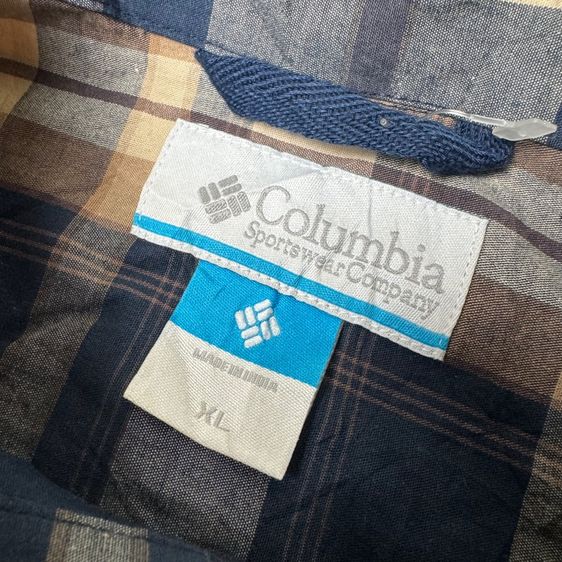 Columbia
Sportswear Company
MADE IN INDIA
XL